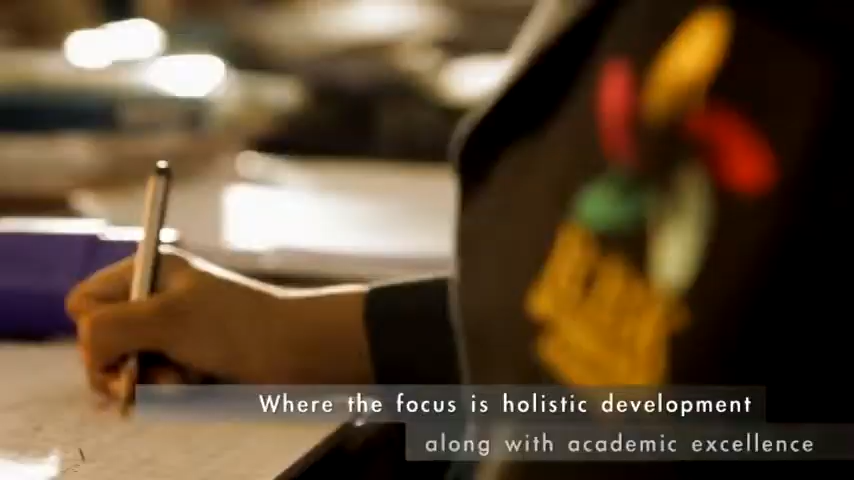 Where the focus is holistic development
along with academic excellence